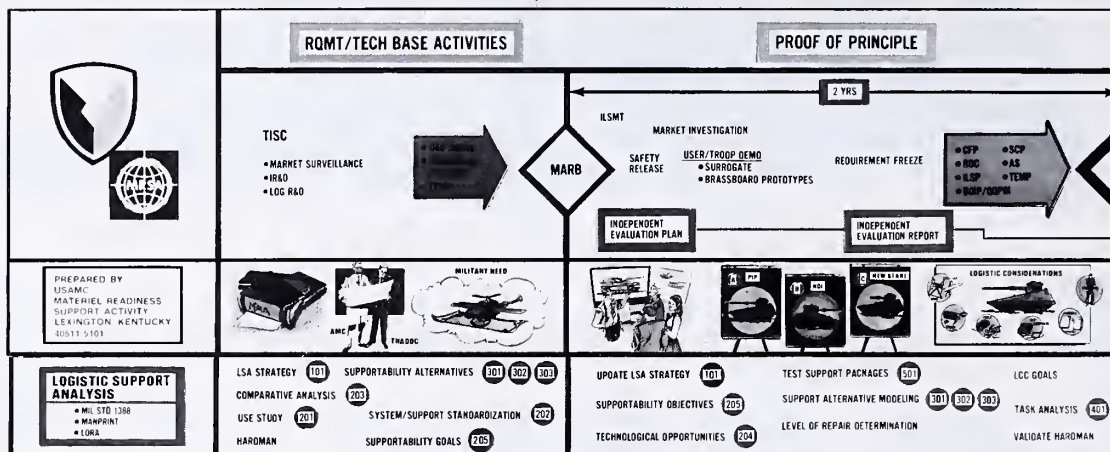 RQMT/TECH BASE ACTIVITIES
PROOF OF PRINCIPLE
2 YRS
TISC
• MARKET SURVEILLANCE
• IR&D
• LOG R&D
MARB
ILSMT
MARKET INVESTIGATION
SAFETY RELEASE
USER/TROOP DEMO
• SURROGATE
• BRASSBOARD PROTOTYPES
REQUIREMENT FREEZE
• CFP • SCP
• ROC • AS
• ILSP • TEMP
• BOIP/QQPRI
INDEPENDENT
EVALUATION PLAN
INDEPENDENT
EVALUATION REPORT
MRSA
PREPARED BY
USAMC
MATERIEL READINESS
SUPPORT ACTIVITY
LEXINGTON KENTUCKY
40511 5101
AMC
TRADOC
MILITANT NEED
A PIP
B NDI
C NEW START
LOGISTIC CONSIDERATIONS
LOGISTIC SUPPORT
ANALYSIS
• MIL STD 1388
• MANPRINT
• LORA
LSA STRATEGY 101
SUPPORTABILITY ALTERNATIVES 301 302 303
COMPARATIVE ANALYSIS 203
USE STUDY 201
SYSTEM/SUPPORT STANDARDIZATION 202
HARDMAN
SUPPORTABILITY GOALS 205
UPDATE LSA STRATEGY 101
TEST SUPPORT PACKAGES 501
LCC GOALS
SUPPORTABILITY OBJECTIVES 205
SUPPORT ALTERNATIVE MODELING 301 302 303
TASK ANALYSIS 401
TECHNOLOGICAL OPPORTUNITIES 204
LEVEL OF REPAIR DETERMINATION
VALIDATE HARDMAN